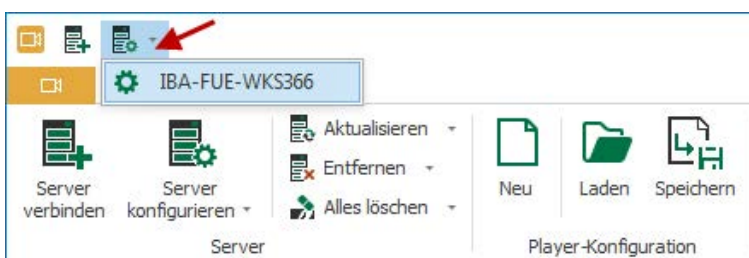 IBA-FUE-WKS366
Server
verbinden
Server
konfigurieren
Aktualisieren
Entfernen
Alles löschen
Server
Neu
Laden
Speichern
Player-Konfiguration